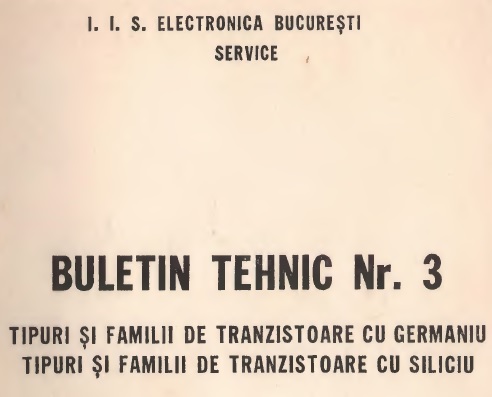 I. I. S. ELECTRONICA BUCUREȘTI
SERVICE
BULETIN TEHNIC Nr. 3
TIPURI ȘI FAMILII DE TRANZISTOARE CU GERMANIU
TIPURI ȘI FAMILII DE TRANZISTOARE CU SILICIU